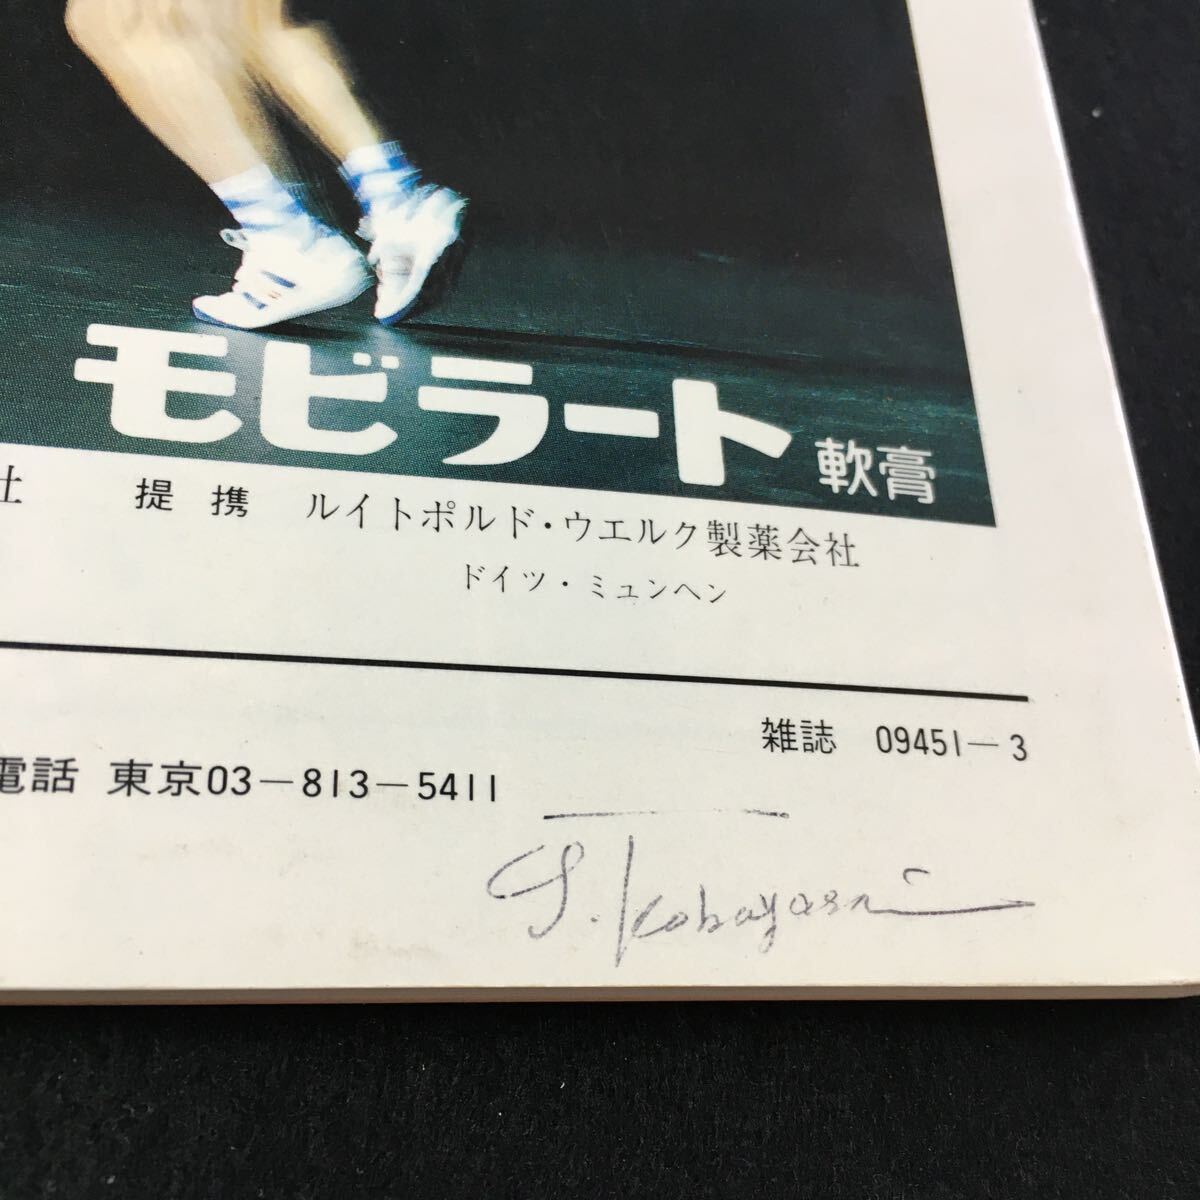 モビラート 軟膏
社 提携 ルイトポルド・ウエルク製薬会社
ドイツ・ミュンヘン
雑誌 09451-3
電話 東京03-813-5411
Kobayashi